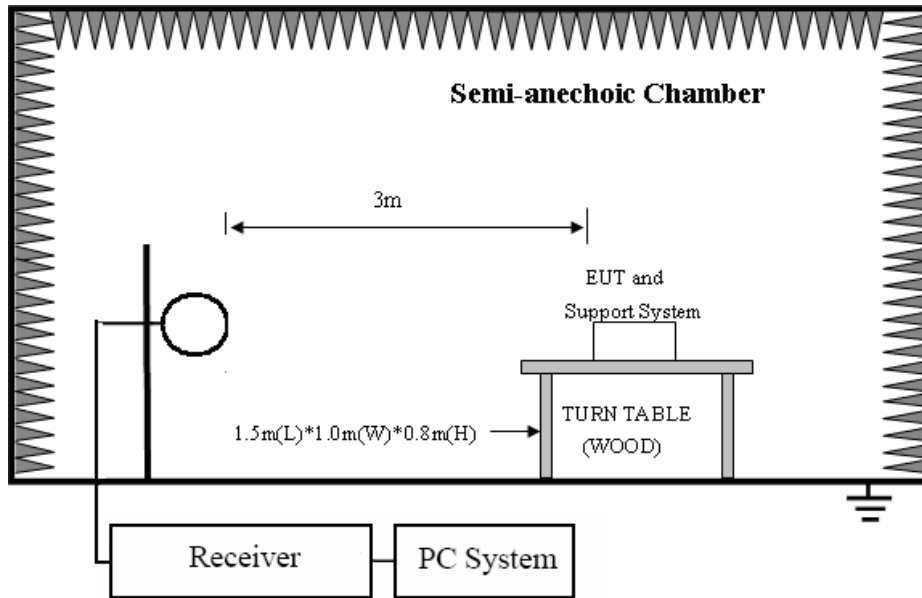 Semi-anechoic Chamber
3m
EUT and
Support System
1.5m(L)*1.0m(W)*0.8m(H)
TURN TABLE
(WOOD)
Receiver
PC System